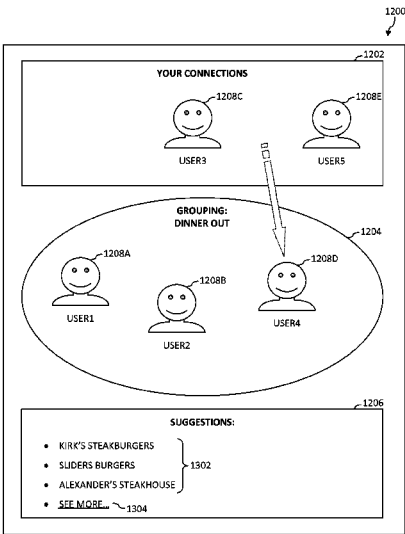 1200
1202
YOUR CONNECTIONS
1208C
1208E
USER3
USER5
GROUPING:
DINNER OUT
1204
1208A
1208B
1208D
USER1
USER2
USER4
1206
SUGGESTIONS:
• KIRK'S STEAKBURGERS
• SLIDERS BURGERS
1302
• ALEXANDER'S STEAKHOUSE
• SEE MORE... 1304